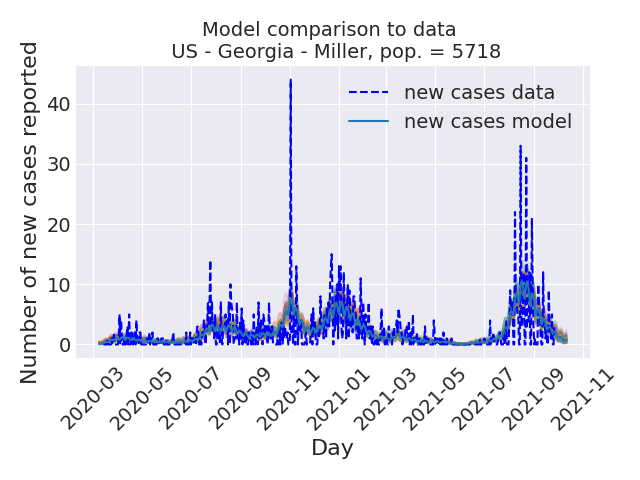 Model comparison to data
US - Georgia - Miller, pop. = 5718
Number of new cases reported
40
30
20
10
0
new cases data
new cases model
2020-03
2020-05
2020-07
2020-09
2020-11
2021-01
2021-03
2021-05
2021-07
2021-09
2021-11
Day